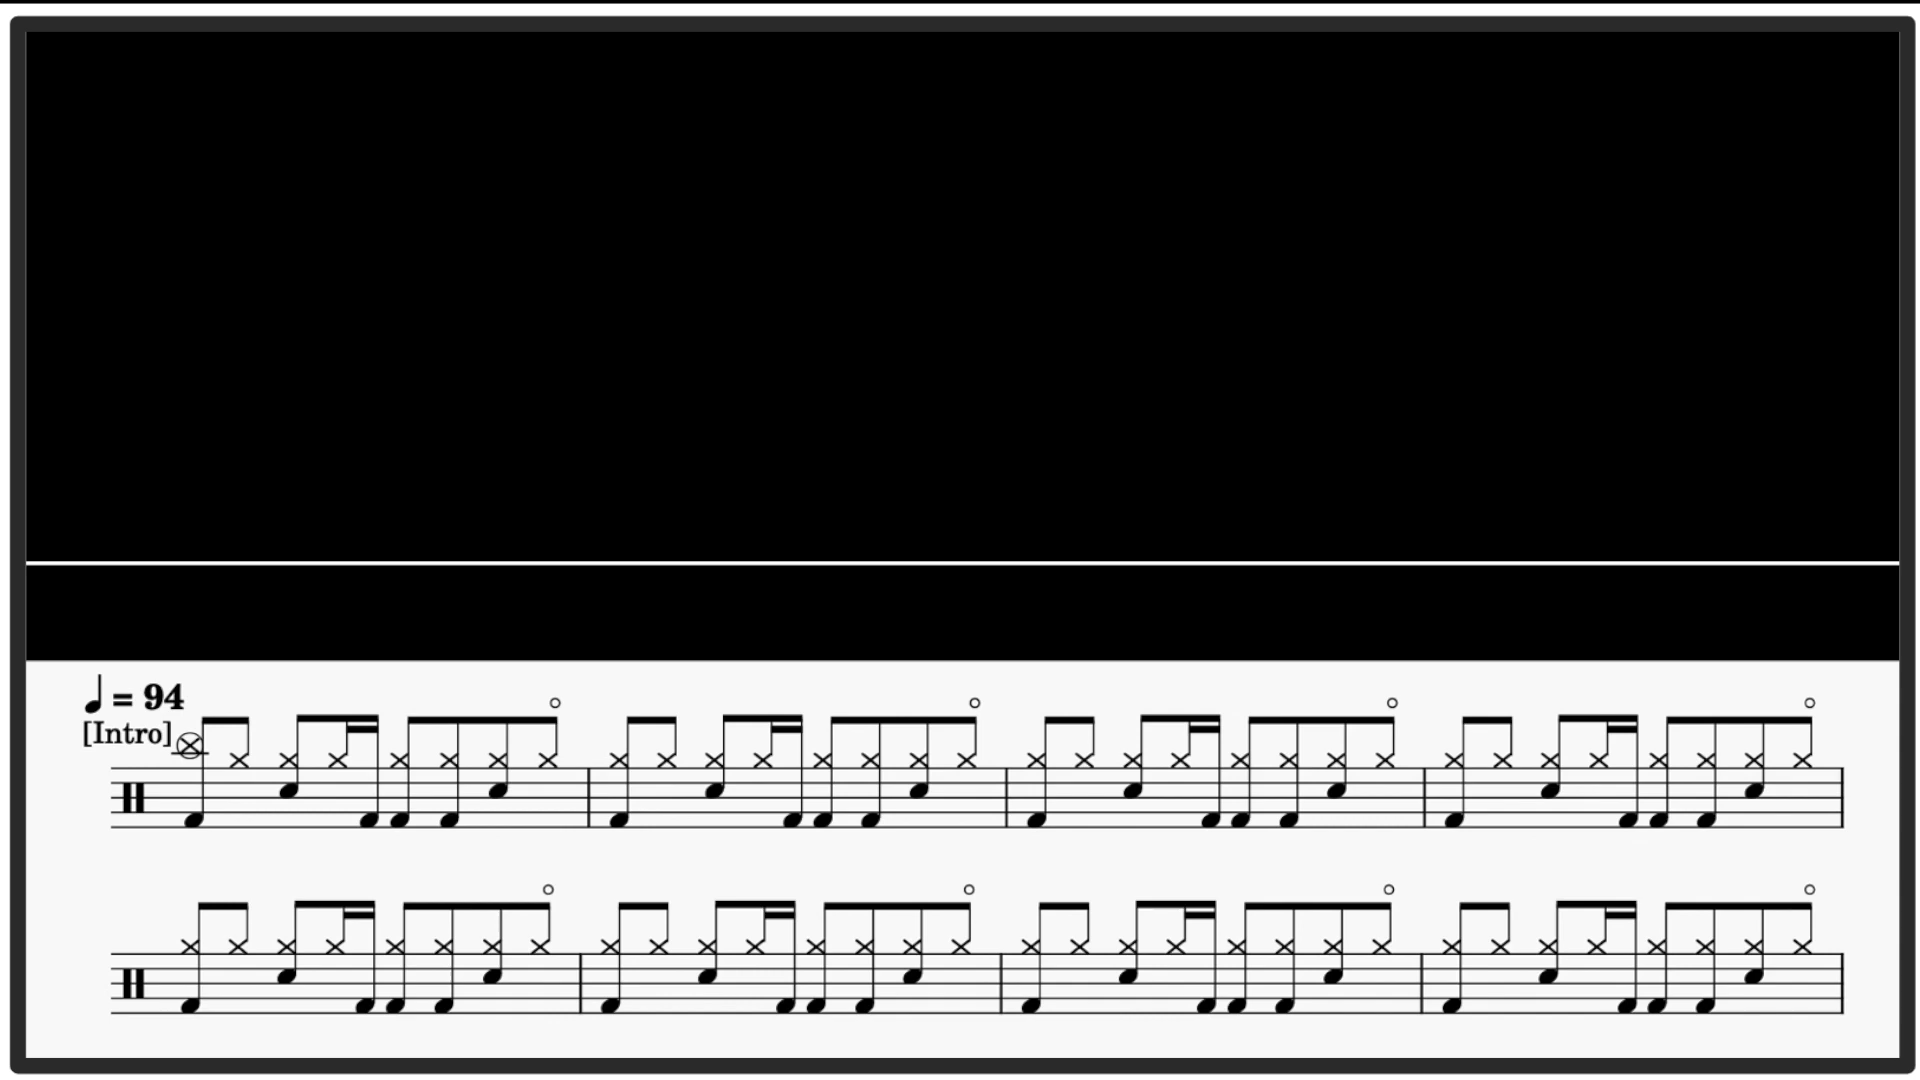 ♩ = 94
[Intro]